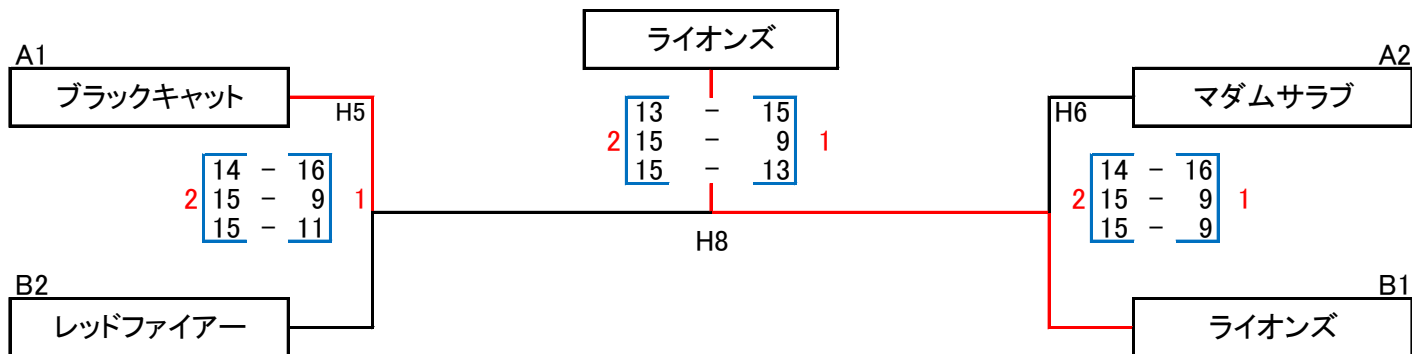 ライオンズ
A1
A2
ブラックキャット
マダムサラブ
H5
H6
13 - 15
2 15 - 9 1
15 - 13
14 - 16
2 15 - 9 1
15 - 11
14 - 16
2 15 - 9 1
15 - 9
H8
B2
B1
レッドファイアー
ライオンズ